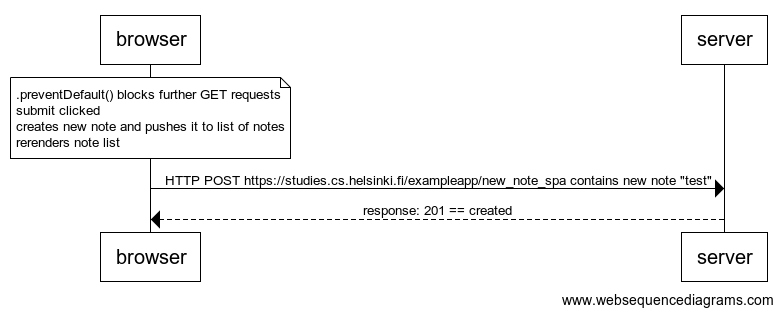 browser
server
.preventDefault() blocks further GET requests
submit clicked
creates new note and pushes it to list of notes
rerenders note list
HTTP POST https://studies.cs.helsinki.fi/exampleapp/new_note_spa contains new note "test"
response: 201 == created
browser
server
www.websequencediagrams.com